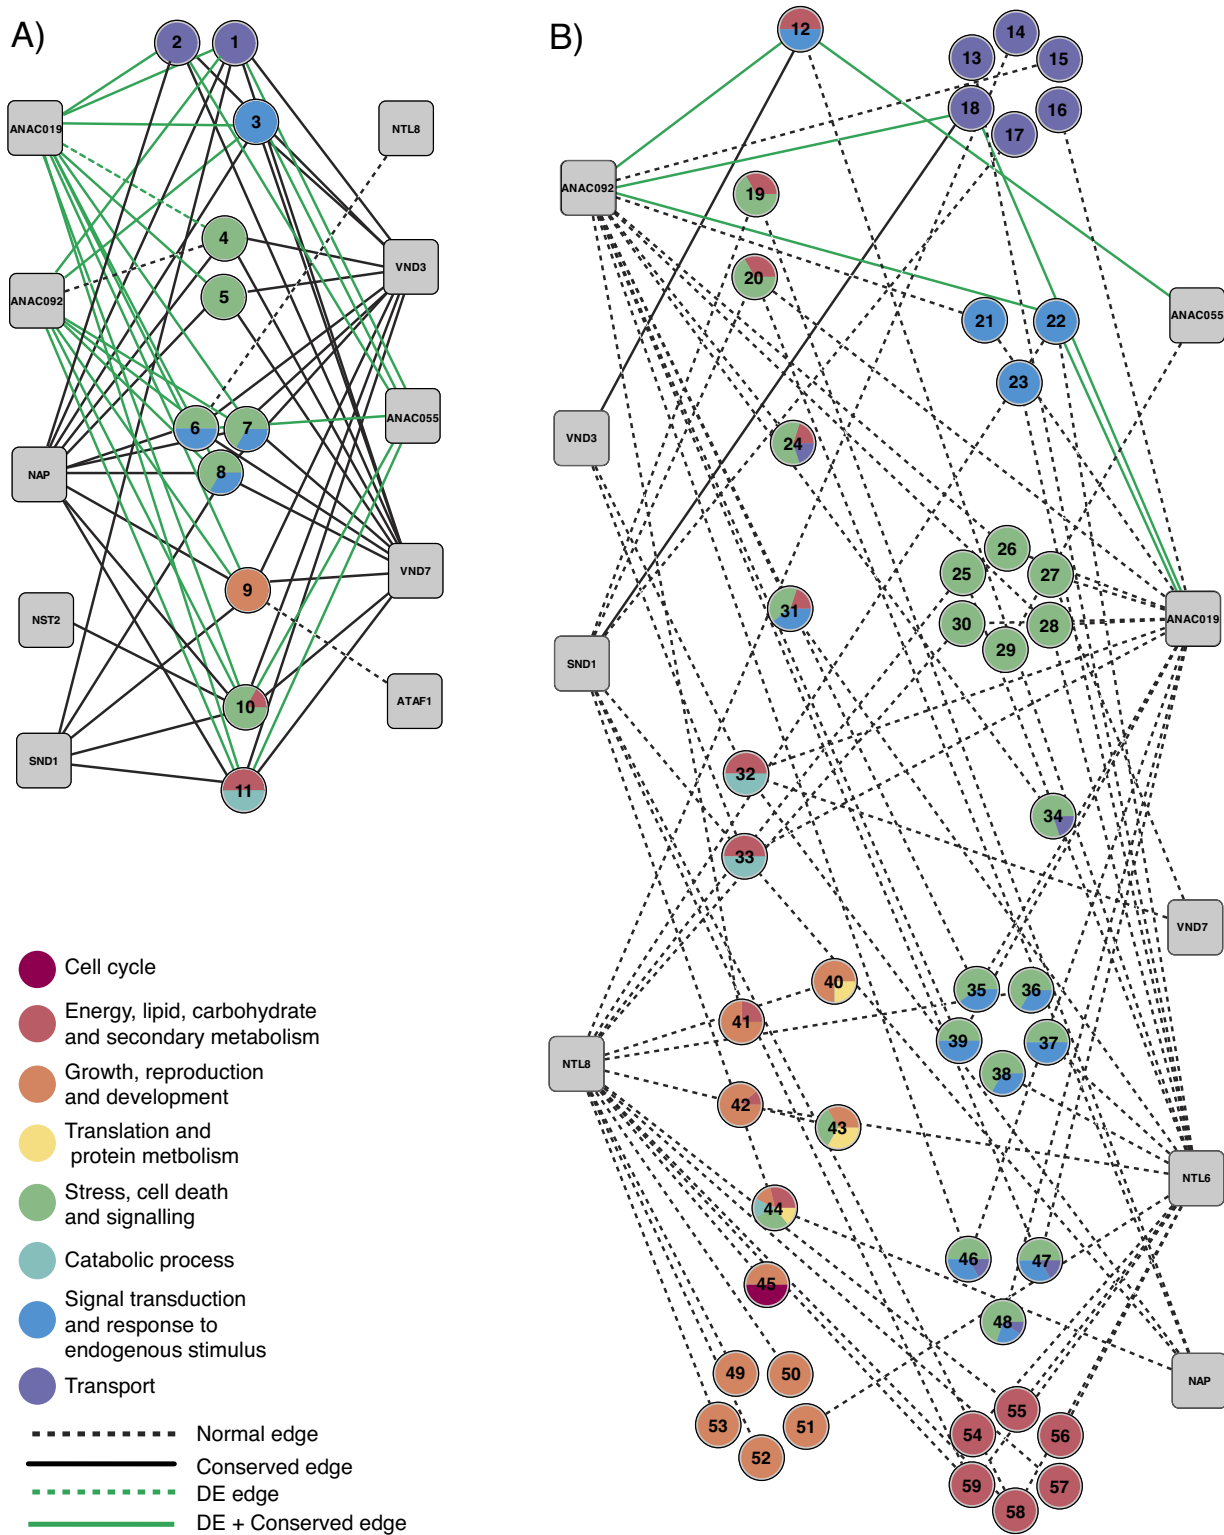 A)
B)
2
1
12
14
13
15
ANAC019
3
NTL8
18
16
17
ANAC092
19
4
VND3
20
ANAC092
5
21
22
ANAC055
23
ANAC055
6
7
VND3
24
NAP
8
26
25
27
VND7
9
31
30
28
ANAC019
NST2
29
SND1
10
ATAF1
SND1
32
11
34
33
VND7
Cell cycle
40
35
36
Energy, lipid, carbohydrate
and secondary metabolism
41
39
37
NTL8
38
Growth, reproduction
and development
42
43
Translation and
protein metbolism
NTL6
Stress, cell death
and signalling
44
Catabolic process
46
47
45
Signal transduction
and response to
endogenous stimulus
48
49
50
NAP
Transport
53
51
55
54
56
52
Normal edge
59
57
Conserved edge
58
DE edge
DE + Conserved edge